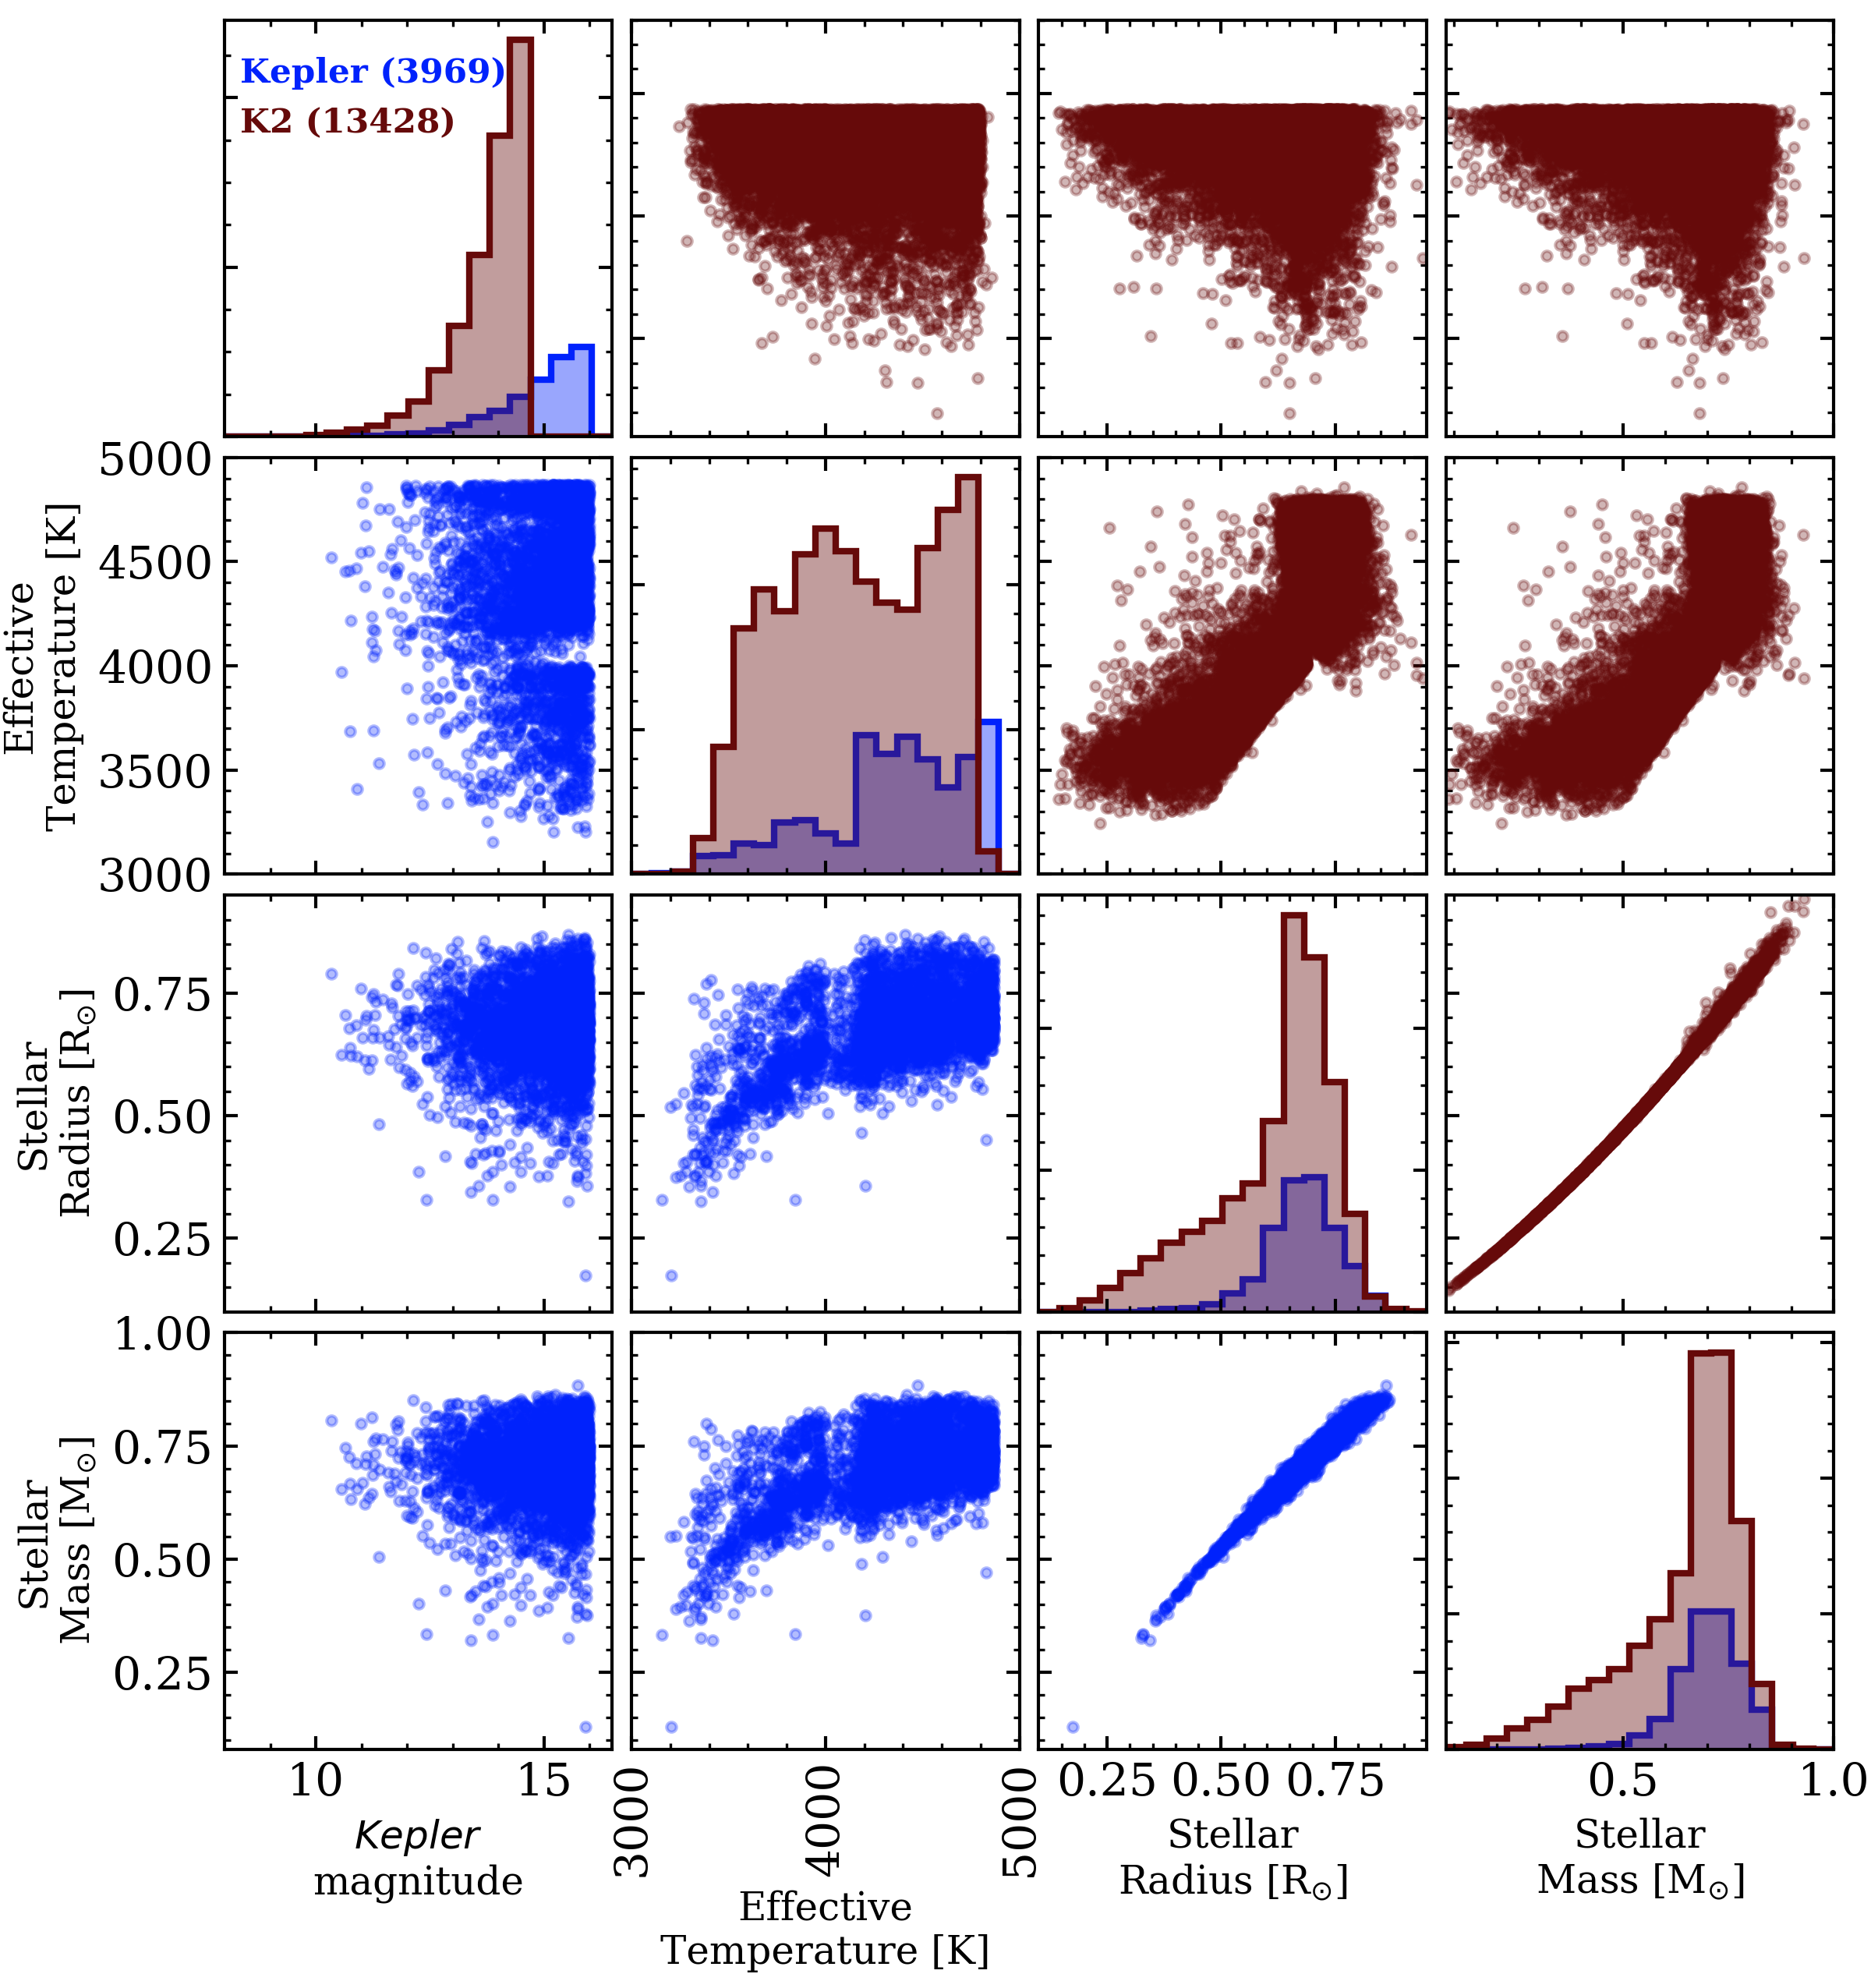 Kepler (3969)
K2 (13428)
5000
4500
4000
3500
3000
Effective
Temperature [K]
0.75
0.50
0.25
Stellar
Radius [R⊙]
1.00
0.75
0.50
0.25
Stellar
Mass [M⊙]
10 15
Kepler
magnitude
3000 4000 5000
Effective
Temperature [K]
0.25 0.50 0.75
Stellar
Radius [R⊙]
0.5 1.0
Stellar
Mass [M⊙]